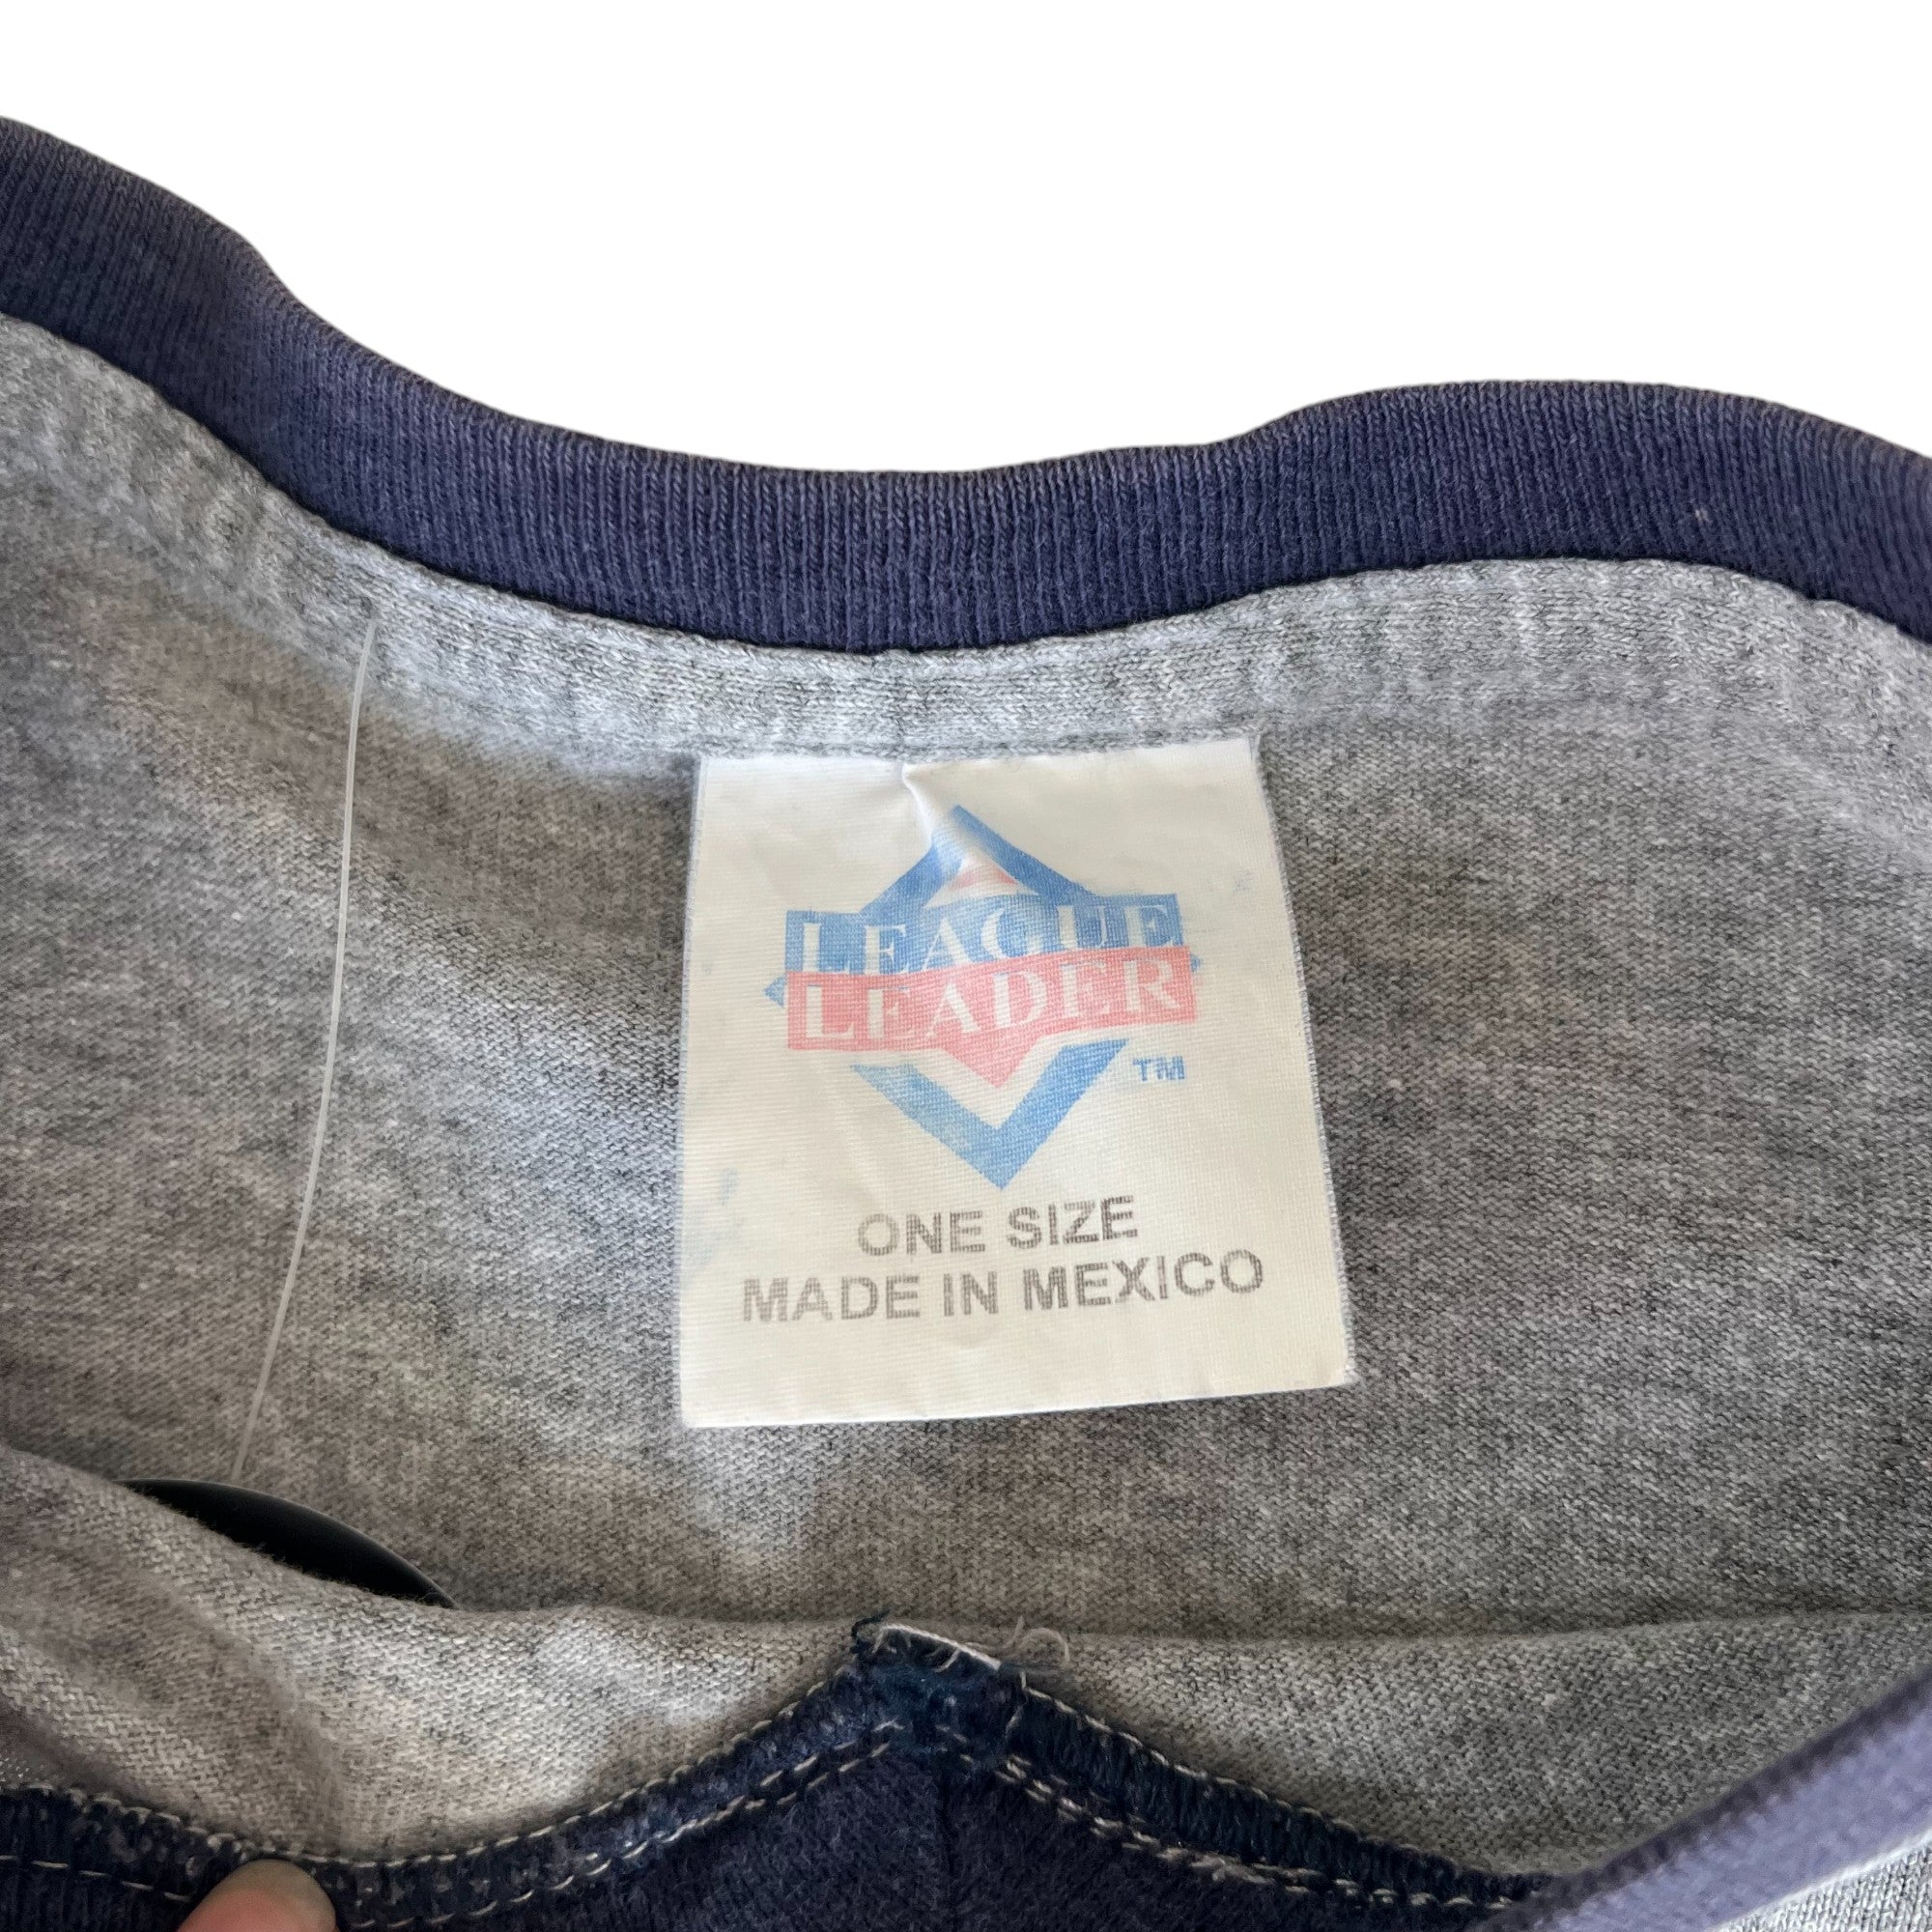 LEAGUE
LEADER
TM
ONE SIZE
MADE IN MEXICO